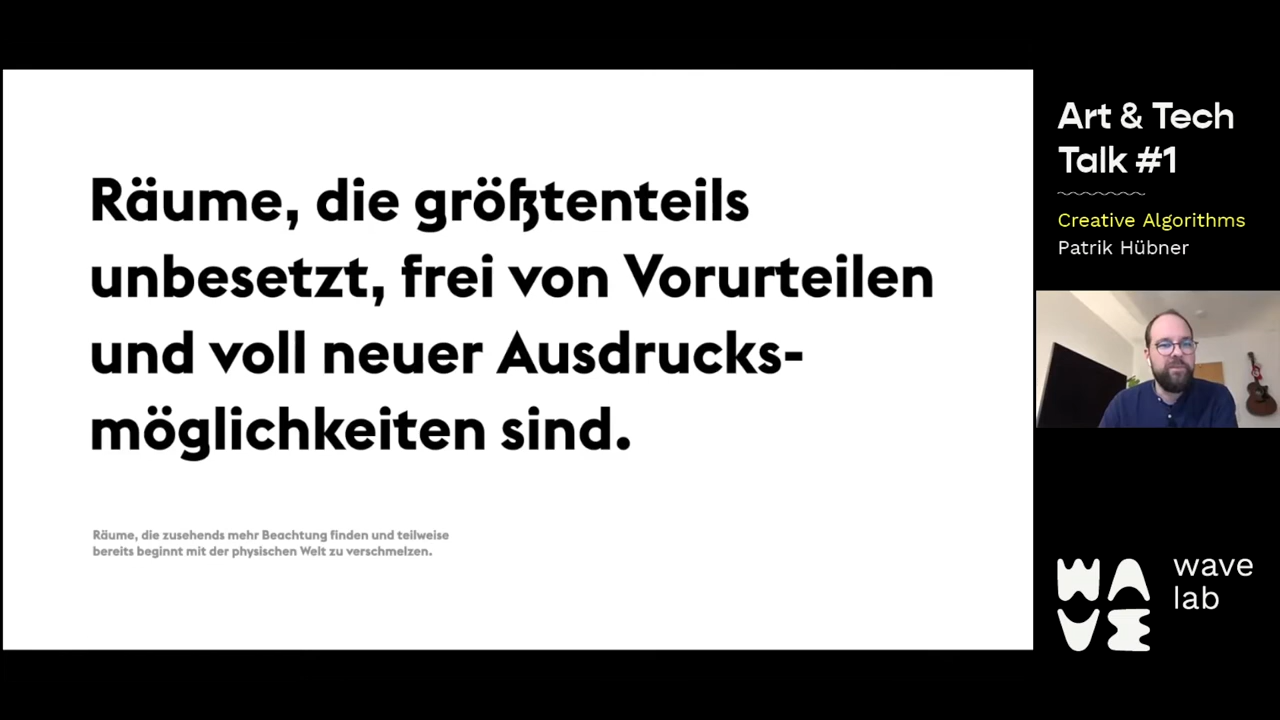 Räume, die größtenteils
unbesetzt, frei von Vorurteilen
und voll neuer Ausdrucks-
möglichkeiten sind.
Räume, die zusehends mehr Beachtung finden und teilweise
bereits beginnt mit der physischen Welt zu verschmelzen.
Art & Tech
Talk #1
Creative Algorithms
Patrik Hübner
WA
VE
wave
lab